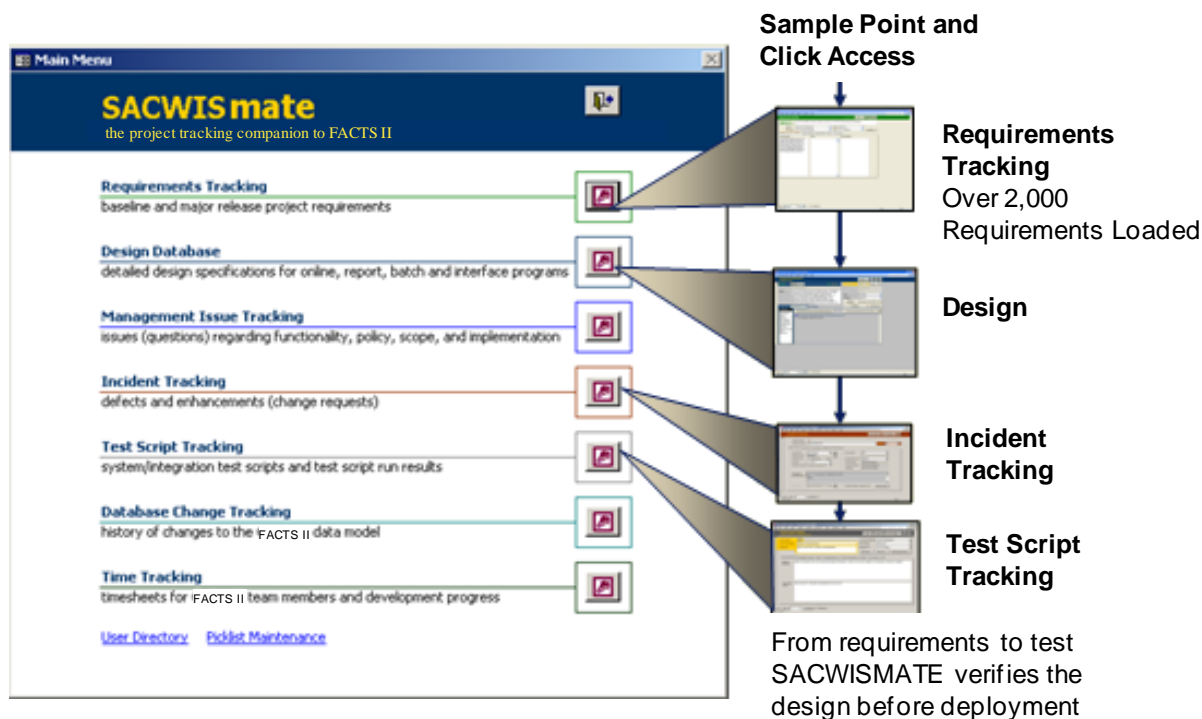 Sample Point and
Click Access
Main Menu
SACWISmate
the project tracking companion to FACTS II
Requirements Tracking
baseline and major release project requirements
Design Database
detailed design specifications for online, report, batch and interface programs
Management Issue Tracking
issues (questions) regarding functionality, policy, scope, and implementation
Incident Tracking
defects and enhancements (change requests)
Test Script Tracking
system/integration test scripts and test script run results
Database Change Tracking
history of changes to the FACTS II data model
Time Tracking
timesheets for FACTS II team members and development progress
User Directory Picklist Maintenance
Requirements
Tracking
Over 2,000
Requirements Loaded
Design
Incident
Tracking
Test Script
Tracking
From requirements to test
SACWISMATE verifies the
design before deployment